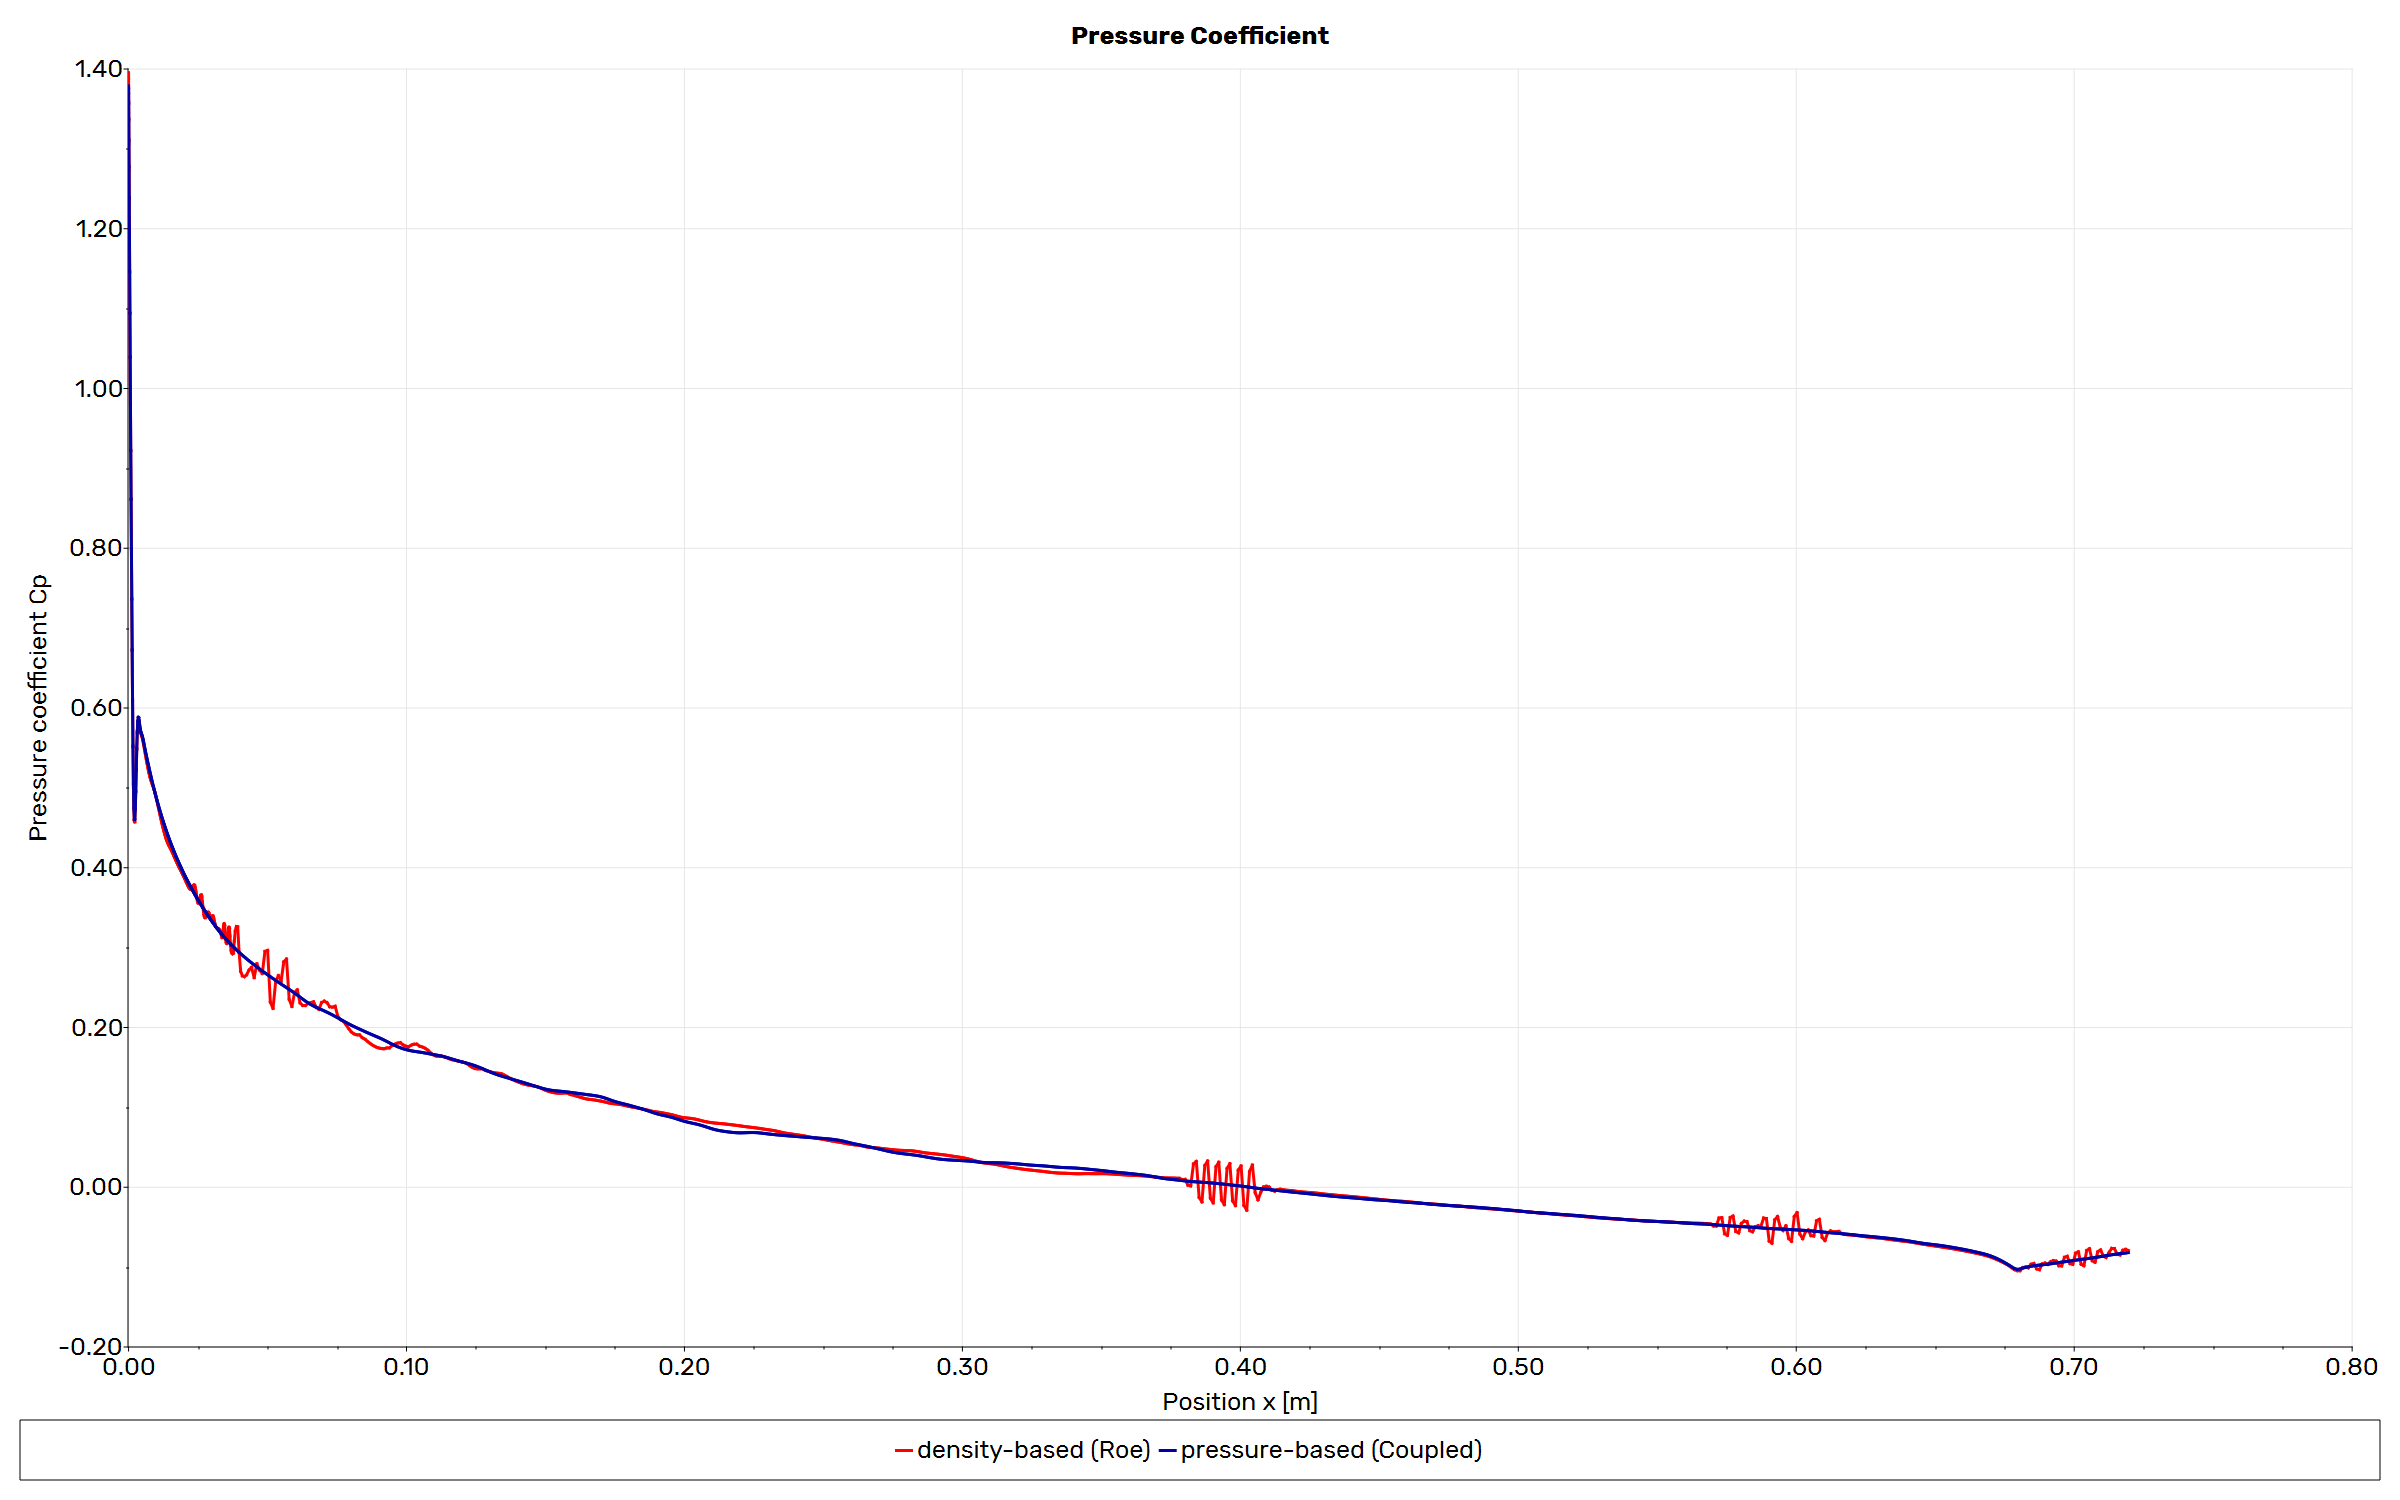 Pressure Coefficient
1.40
1.20
1.00
0.80
0.60
0.40
0.20
0.00
-0.20
Pressure coefficient Cp
0.00 0.10 0.20 0.30 0.40 0.50 0.60 0.70 0.80
Position x [m]
density-based (Roe) pressure-based (Coupled)